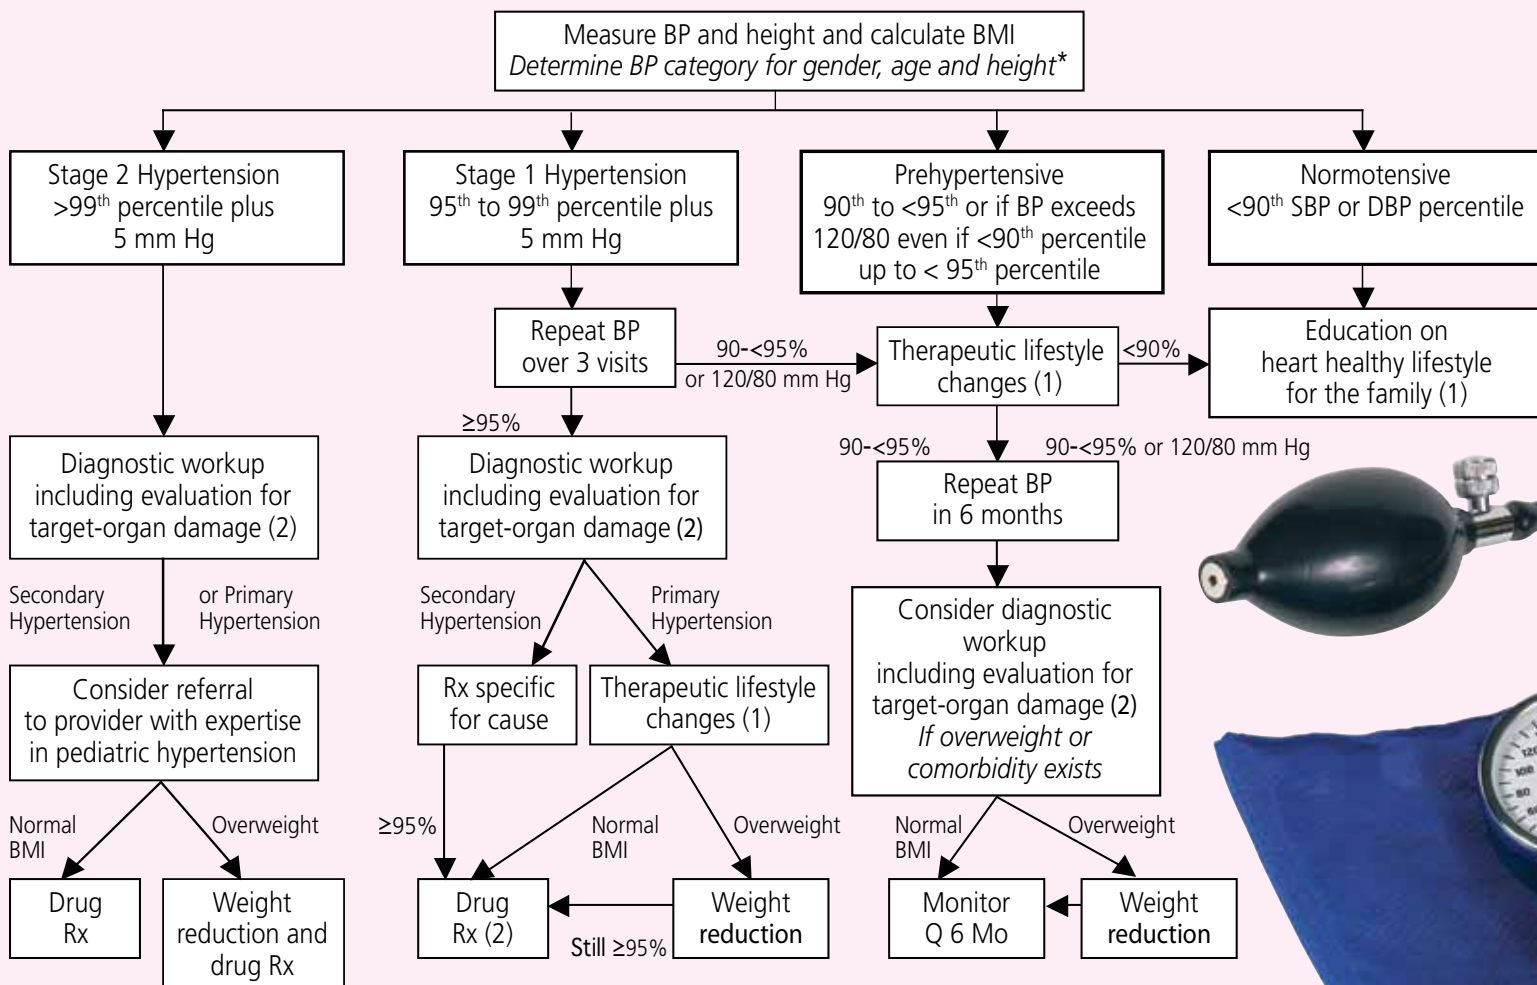 Measure BP and height and calculate BMI
Determine BP category for gender, age and height*
Stage 2 Hypertension
>99th percentile plus
5 mm Hg
Stage 1 Hypertension
95th to 99th percentile plus
5 mm Hg
Prehypertensive
90th to <95th or if BP exceeds
120/80 even if <90th percentile
up to < 95th percentile
Normotensive
<90th SBP or DBP percentile
Repeat BP
over 3 visits
90-<95%
or 120/80 mm Hg
Therapeutic lifestyle
changes (1)
<90%
Education on
heart healthy lifestyle
for the family (1)
≥95%
90-<95%
90-<95% or 120/80 mm Hg
Diagnostic workup
including evaluation for
target-organ damage (2)
Diagnostic workup
including evaluation for
target-organ damage (2)
Repeat BP
in 6 months
Secondary
Hypertension
or Primary
Hypertension
Secondary
Hypertension
Primary
Hypertension
Consider diagnostic
workup
including evaluation for
target-organ damage (2)
If overweight or
comorbidity exists
Consider referral
to provider with expertise
in pediatric hypertension
Rx specific
for cause
Therapeutic lifestyle
changes (1)
Normal
BMI
Overweight
≥95%
Normal
BMI
Overweight
Normal
BMI
Overweight
Drug
Rx
Weight
reduction and
drug Rx
Drug
Rx (2)
Still ≥95%
Weight
reduction
Monitor
Q 6 Mo
Weight
reduction
120
100
80